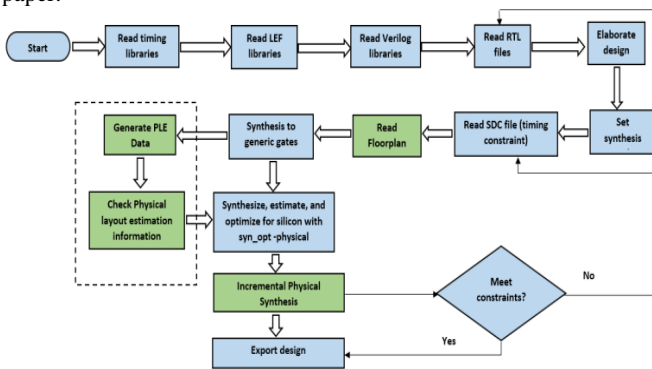 paper.
Start
Read timing
libraries
Read LEF
libraries
Read Verilog
libraries
Read RTL
files
Elaborate
design
Generate PLE
Data
Synthesis to
generic gates
Read
Floorplan
Read SDC file (timing
constraint)
Set
synthesis
Check Physical
layout estimation
information
Synthesize, estimate, and
optimize for silicon with
syn_opt -physical
Incremental Physical
Synthesis
Meet
constraints?
No
Yes
Export design